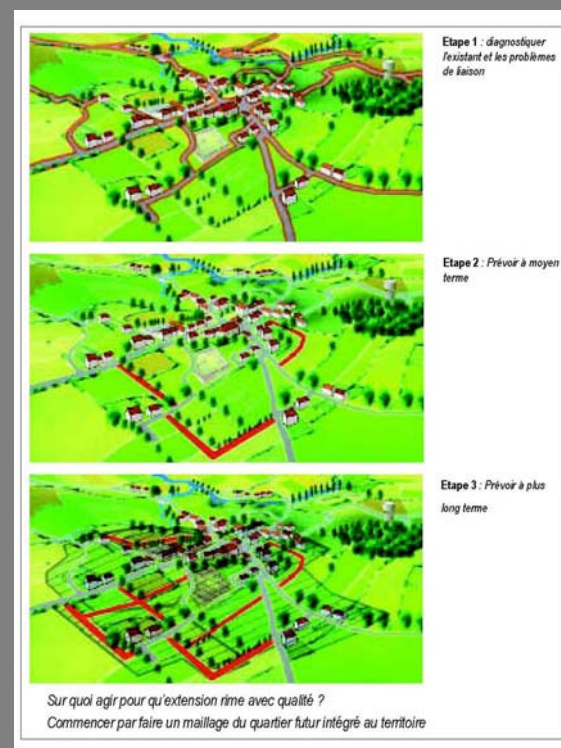 Etape 1 : diagnostiquer
l'existant et les problèmes
de liaison
Etape 2 : Prévoir à moyen
terme
Etape 3 : Prévoir à plus
long terme
Sur quoi agir pour qu'extension rime avec qualité ?
Commencer par faire un maillage du quartier futur intégré au territoire